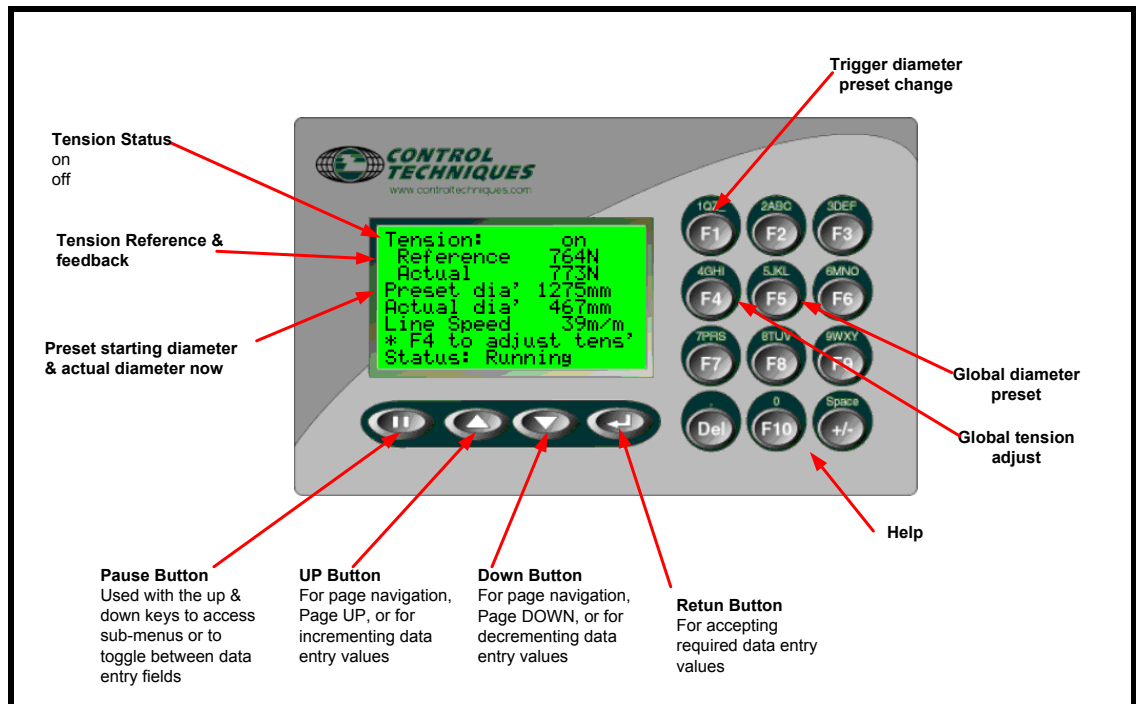 Trigger diameter
preset change
Tension Status
on
off
Tension Reference &
feedback
Preset starting diameter
& actual diameter now
CONTROL
TECHNIQUES
www.controltechniques.com
Tension: on
Reference 764N
Actual 773N
Preset dia' 1275mm
Actual dia' 467mm
Line Speed 39m/m
* F4 to adjust tens'
Status: Running
1QZ_ 2ABC 3DEF
F1 F2 F3
4GHI 5JKL 6MNO
F4 F5 F6
7PRS 8TUV 9WXY
F7 F8 F9
. 0 Space
Del F10 +/-
Global diameter
preset
Global tension
adjust
Help
Pause Button
Used with the up &
down keys to access
sub-menus or to
toggle between data
entry fields
UP Button
For page navigation,
Page UP, or for
incrementing data
entry values
Down Button
For page navigation,
Page DOWN, or for
decrementing data
entry values
Retun Button
For accepting
required data entry
values